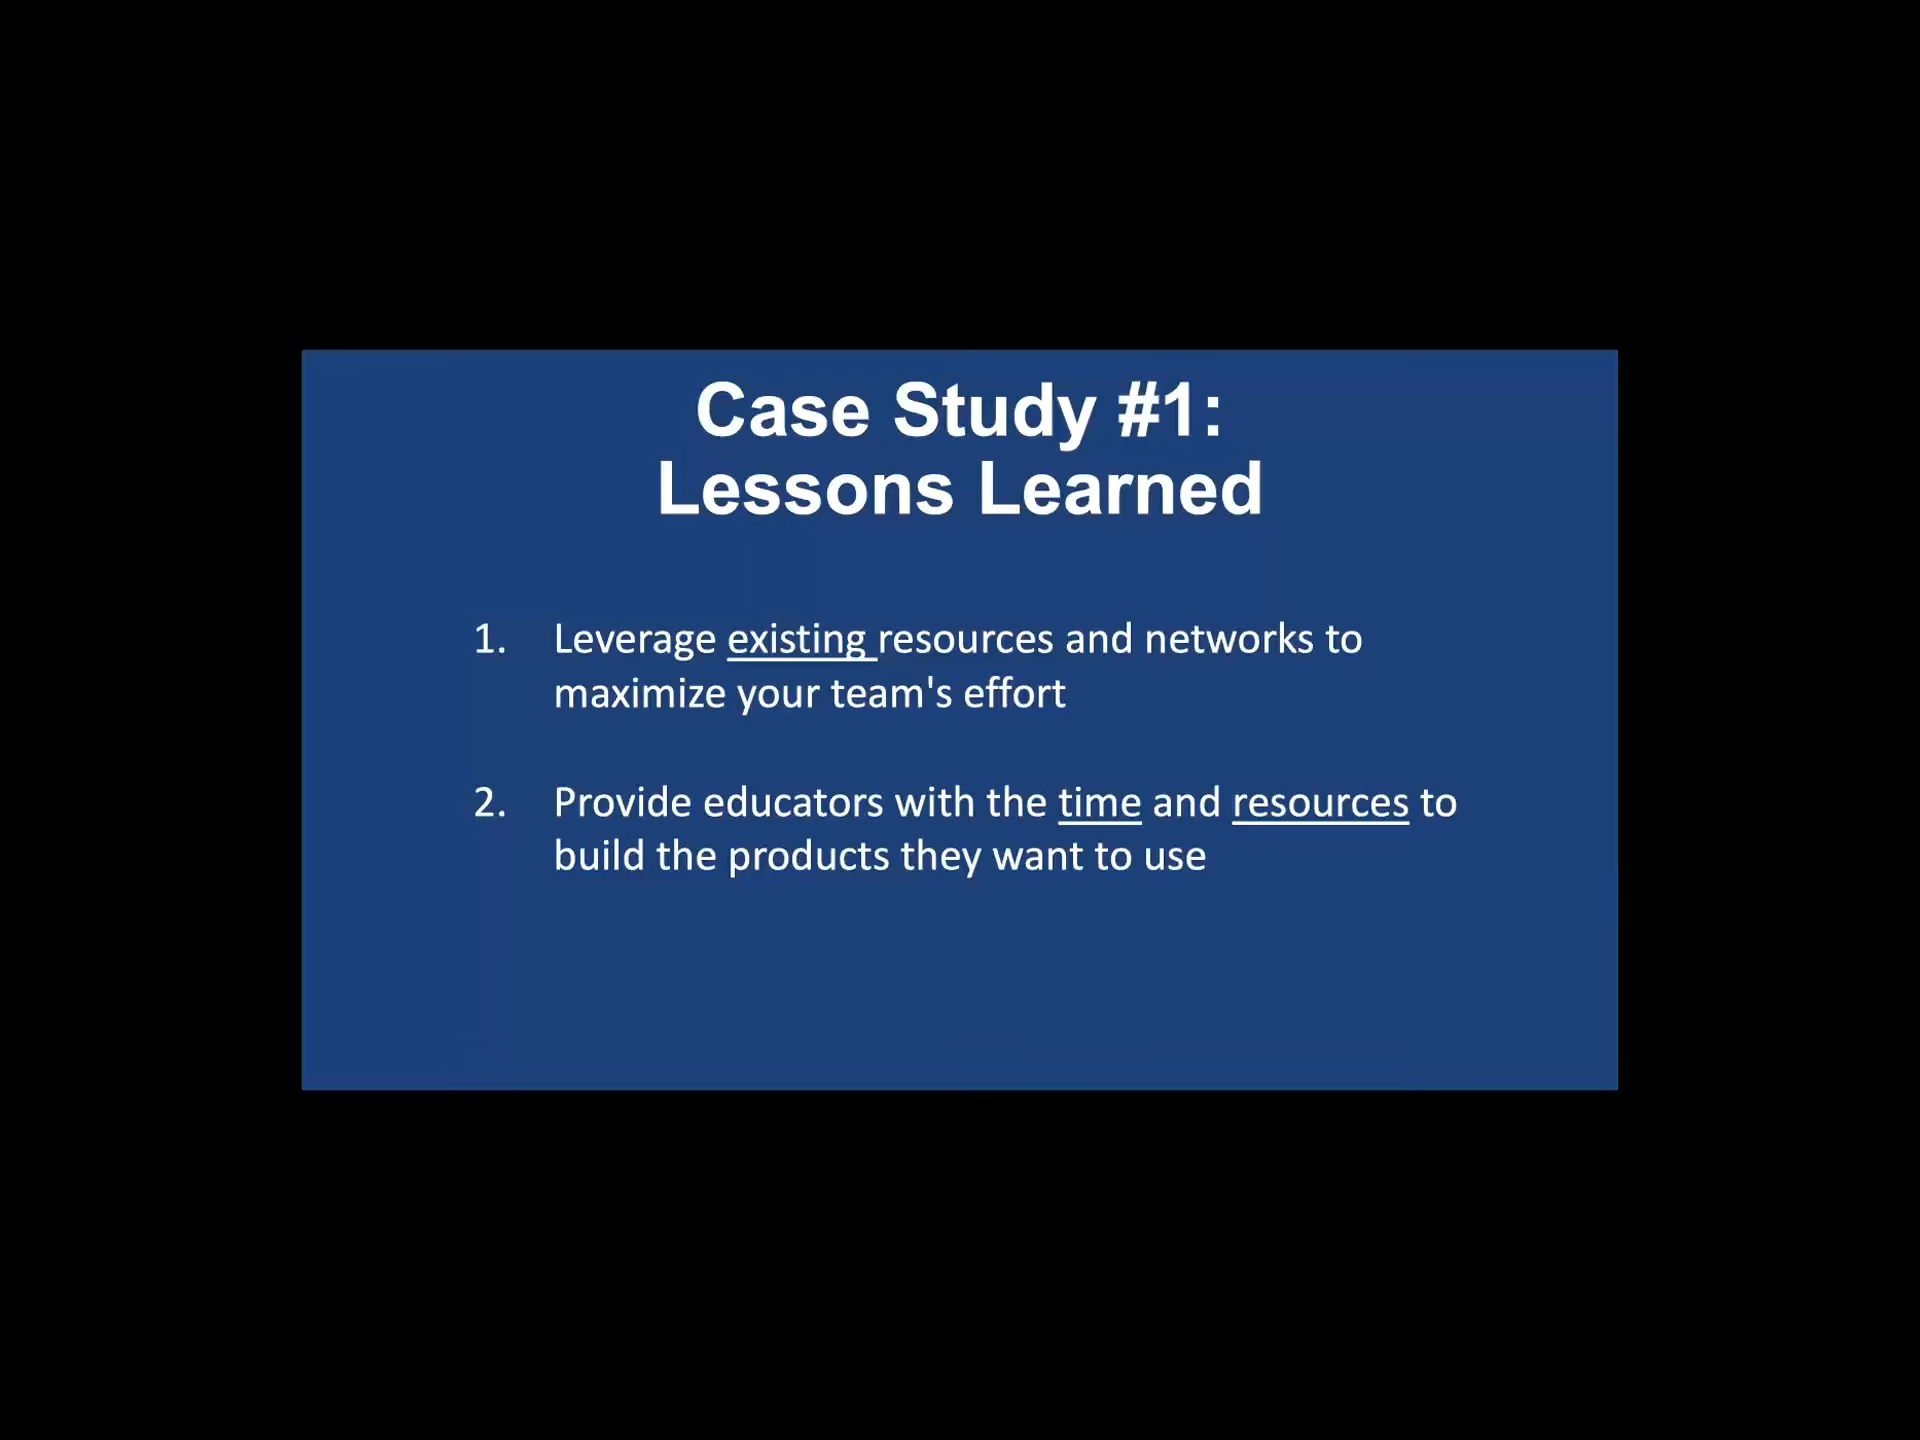 Case Study #1:
Lessons Learned
1. Leverage existing resources and networks to
maximize your team's effort
2. Provide educators with the time and resources to
build the products they want to use